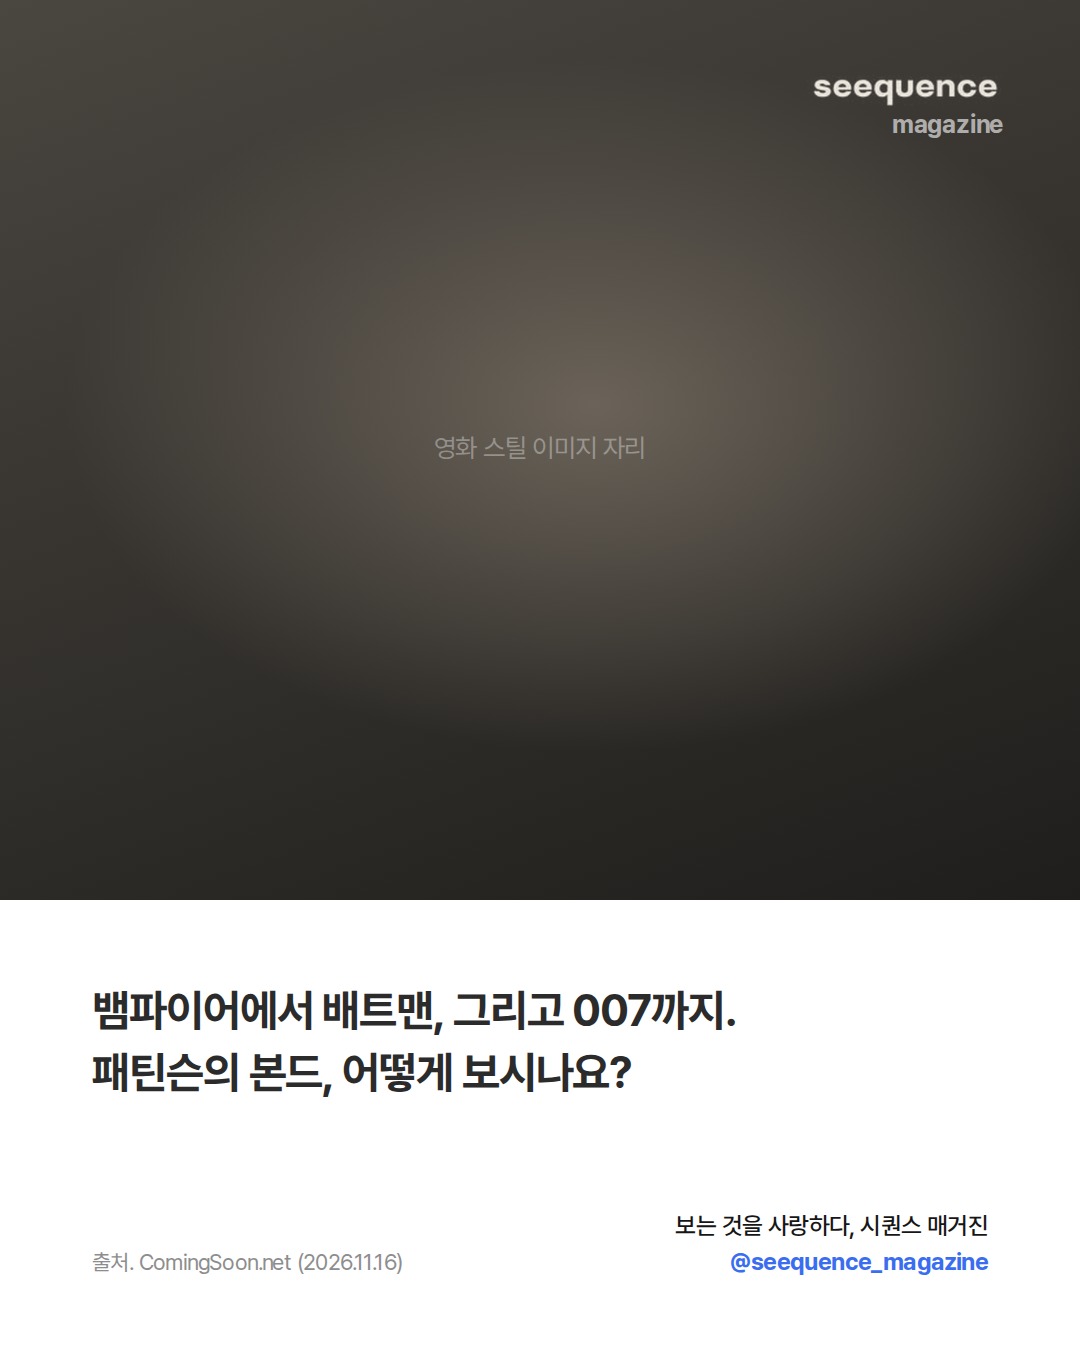 seequence
magazine
영화 스틸 이미지 자리
뱀파이어에서 배트맨, 그리고 007까지.
패틴슨의 본드, 어떻게 보시나요?
보는 것을 사랑하다, 시퀀스 매거진
출처. ComingSoon.net (2026.11.16)
@seequence_magazine